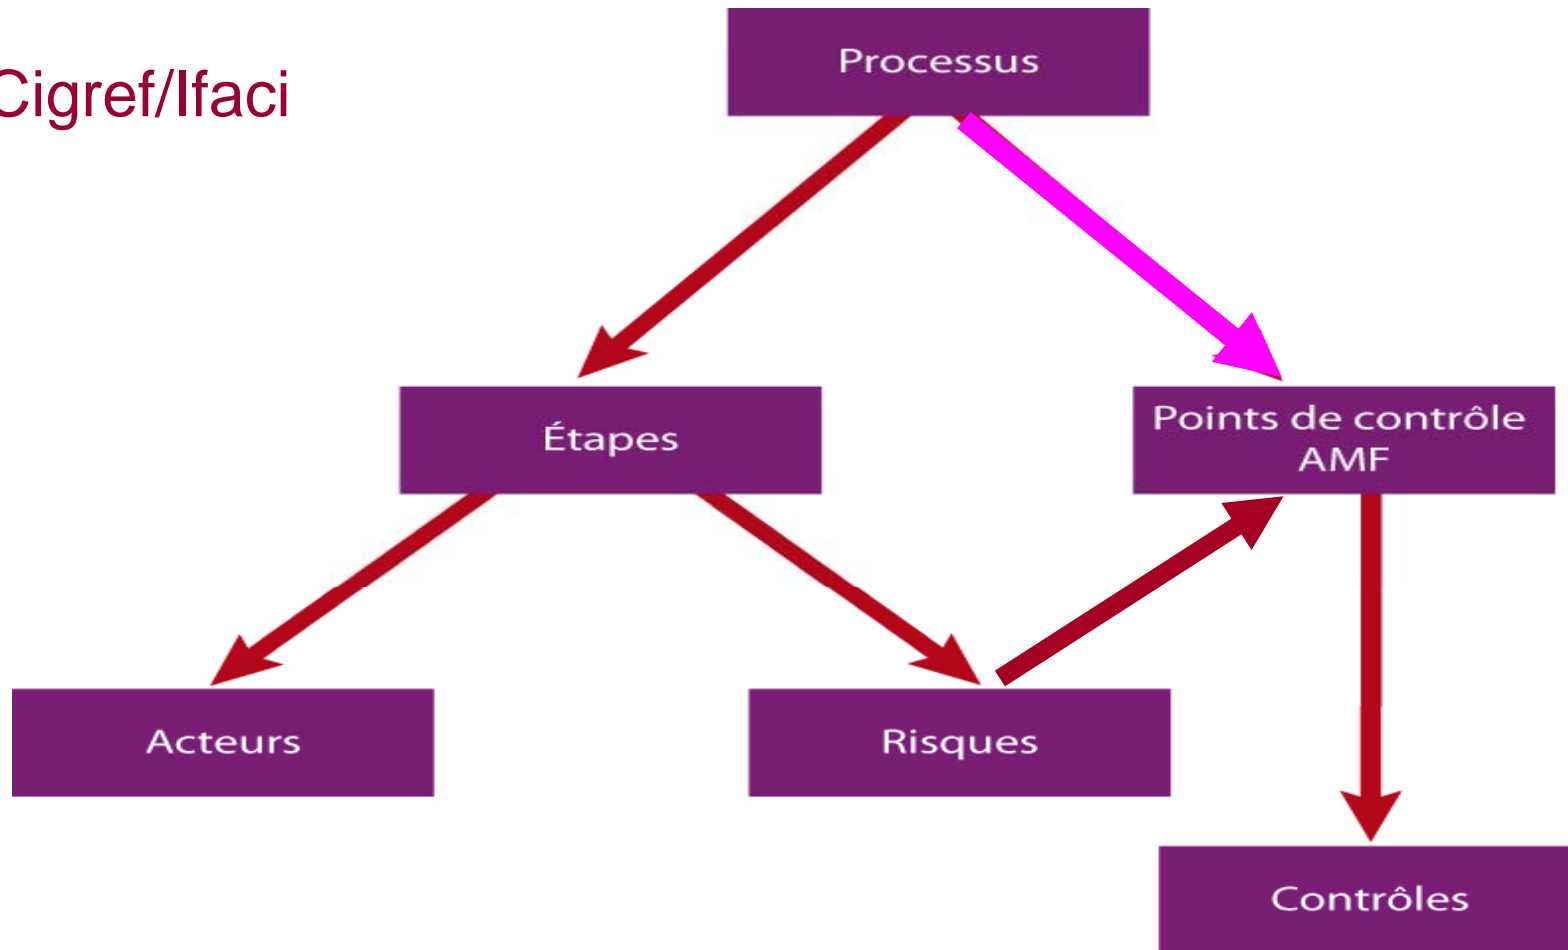 Processus
Cigref/Ifaci
Étapes
Points de contrôle
AMF
Acteurs
Risques
Contrôles